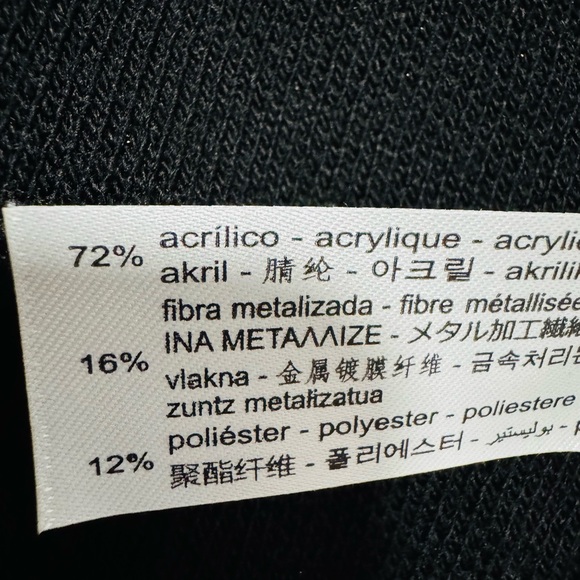 72% acrílico - acrylique - acrylic
akril - 腈纶 - 아크릴 - akrilik
fibra metalizada - fibre métallisée
16% ΙΝΑ ΜΕΤΑΛΛΙΖΕ - メタル加工繊維
vlakna - 金属镀膜纤维 - 금속처리된
zuntz metalizatua
12% poliéster - polyester - poliestere
聚酯纤维 - 폴리에스터 - بوليستير -